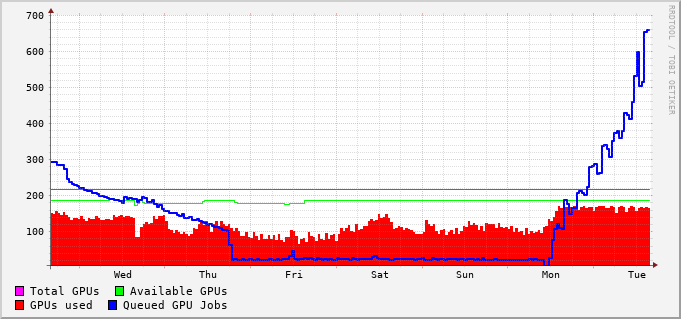 700
600
500
400
300
200
100
Wed Thu Fri Sat Sun Mon Tue
Total GPUs Available GPUs
GPUs used Queued GPU Jobs
RRDTOOL / TOBI OETIKER